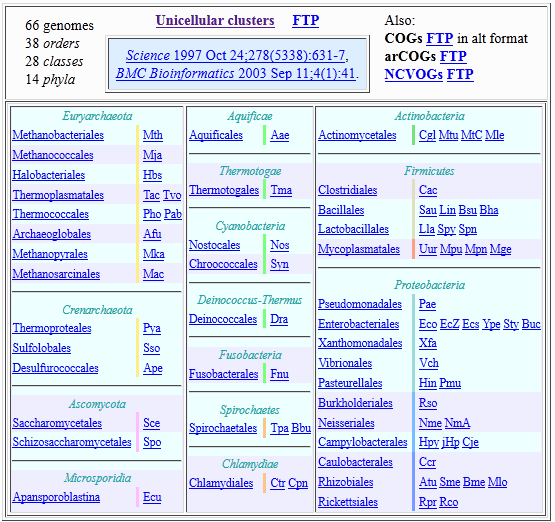 66 genomes
38 orders
28 classes
14 phyla
Unicellular clusters FTP
Science 1997 Oct 24;278(5338):631-7,
BMC Bioinformatics 2003 Sep 11;4(1):41.
Also:
COGs FTP in alt format
arCOGs FTP
NCVOGs FTP
Euryarchaeota
Methanobacteriales Mth
Methanococcales Mja
Halobacteriales Hbs
Thermoplasmatales Tac Tvo
Thermococcales Pho Pab
Archaeoglobales Afu
Methanopyrales Mka
Methanosarcinales Mac
Crenarchaeota
Thermoproteales Pya
Sulfolobales Sso
Desulfurococcales Ape
Ascomycota
Saccharomycetales Sce
Schizosaccharomycetales Spo
Microsporidia
Apansporoblastina Ecu
Aquificae
Aquificales Aae
Thermotogae
Thermotogales Tma
Cyanobacteria
Nostocales Nos
Chroococcales Syn
Deinococcus-Thermus
Deinococcales Dra
Fusobacteria
Fusobacterales Fnu
Spirochaetes
Spirochaetales Tpa Bbu
Chlamydiae
Chlamydiales Ctr Cpn
Actinobacteria
Actinomycetales Cgl Mtu MtC Mle
Firmicutes
Clostridiales Cac
Bacillales Sau Lin Bsu Bha
Lactobacillales Lla Spy Spn
Mycoplasmatales Uur Mpu Mpn Mge
Proteobacteria
Pseudomonadales Pae
Enterobacteriales Eco EcZ Ecs Ype Sty Buc
Xanthomonadales Xfa
Vibrionales Vch
Pasteurellales Hin Pmu
Burkholderiales Rso
Neisseriales Nme NmA
Campylobacterales Hpy jHp Cje
Caulobacterales Ccr
Rhizobiales Atu Sme Bme Mlo
Rickettsiales Rpr Rco